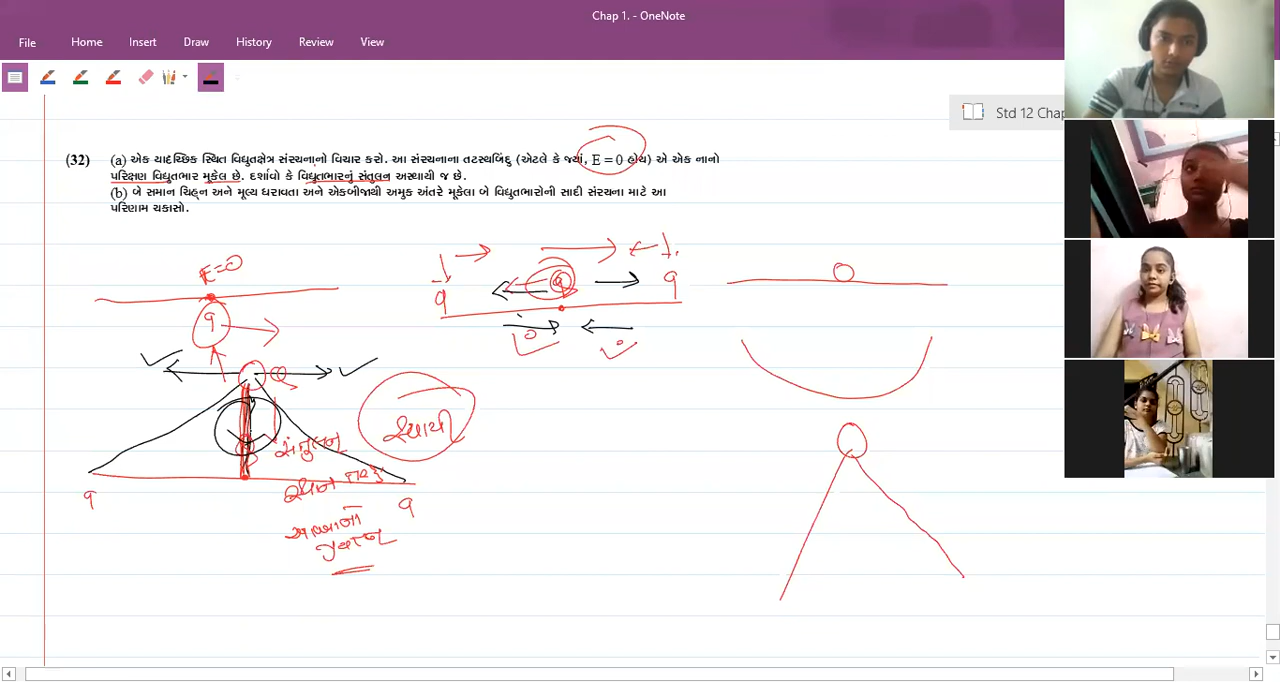 Chap 1. - OneNote
File Home Insert Draw History Review View
Std 12 Chap
(32) (a) એક યાદૃચ્છિક સ્થિત વિદ્યુતક્ષેત્ર સંરચનાનો વિચાર કરો. આ સંરચનાના તટસ્થબિંદુ (એટલે કે જ્યાં, E = 0 હોય) એ એક નાનો
પરિક્ષણ વિદ્યુતભાર મૂકેલ છે. દર્શાવો કે વિદ્યુતભારનું સંતુલન અસ્થાયી જ છે.
(b) બે સમાન ચિહ્ન અને મૂલ્ય ધરાવતા અને એકબીજાથી અમુક અંતરે મૂકેલા બે વિદ્યુતભારોની સાદી સંરચના માટે આ
પરિણામ ચકાસો.
E=0
q
q q q
Q
સ્થાયી
સંતુલન
સ્થાન તરફ
q q